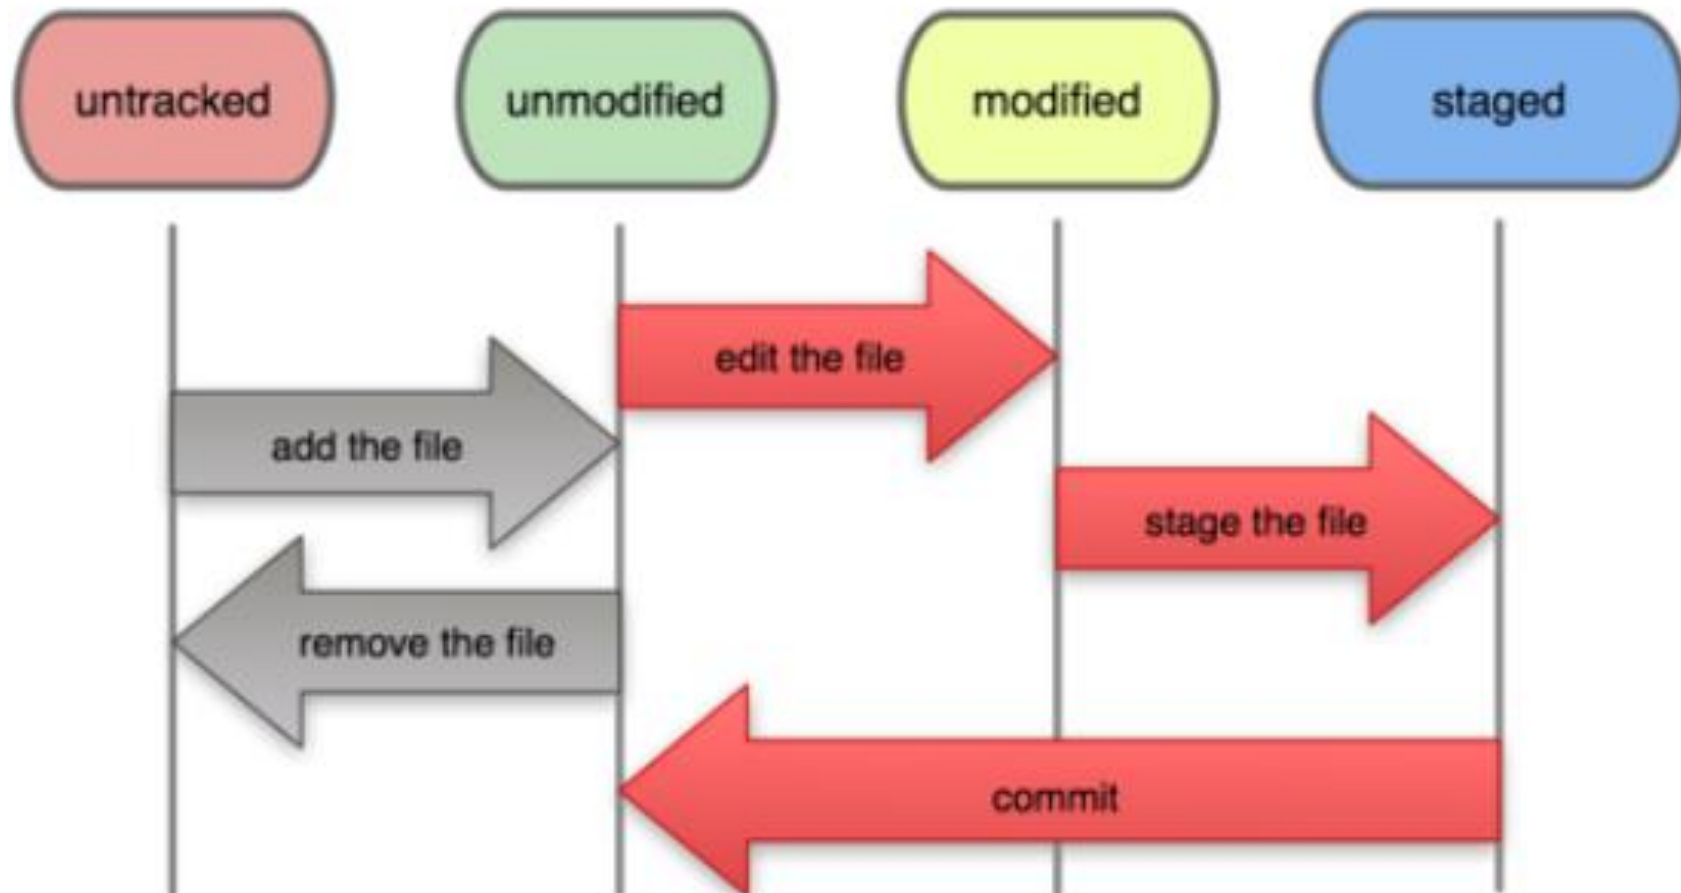 untracked
unmodified
modified
staged
edit the file
add the file
stage the file
remove the file
commit